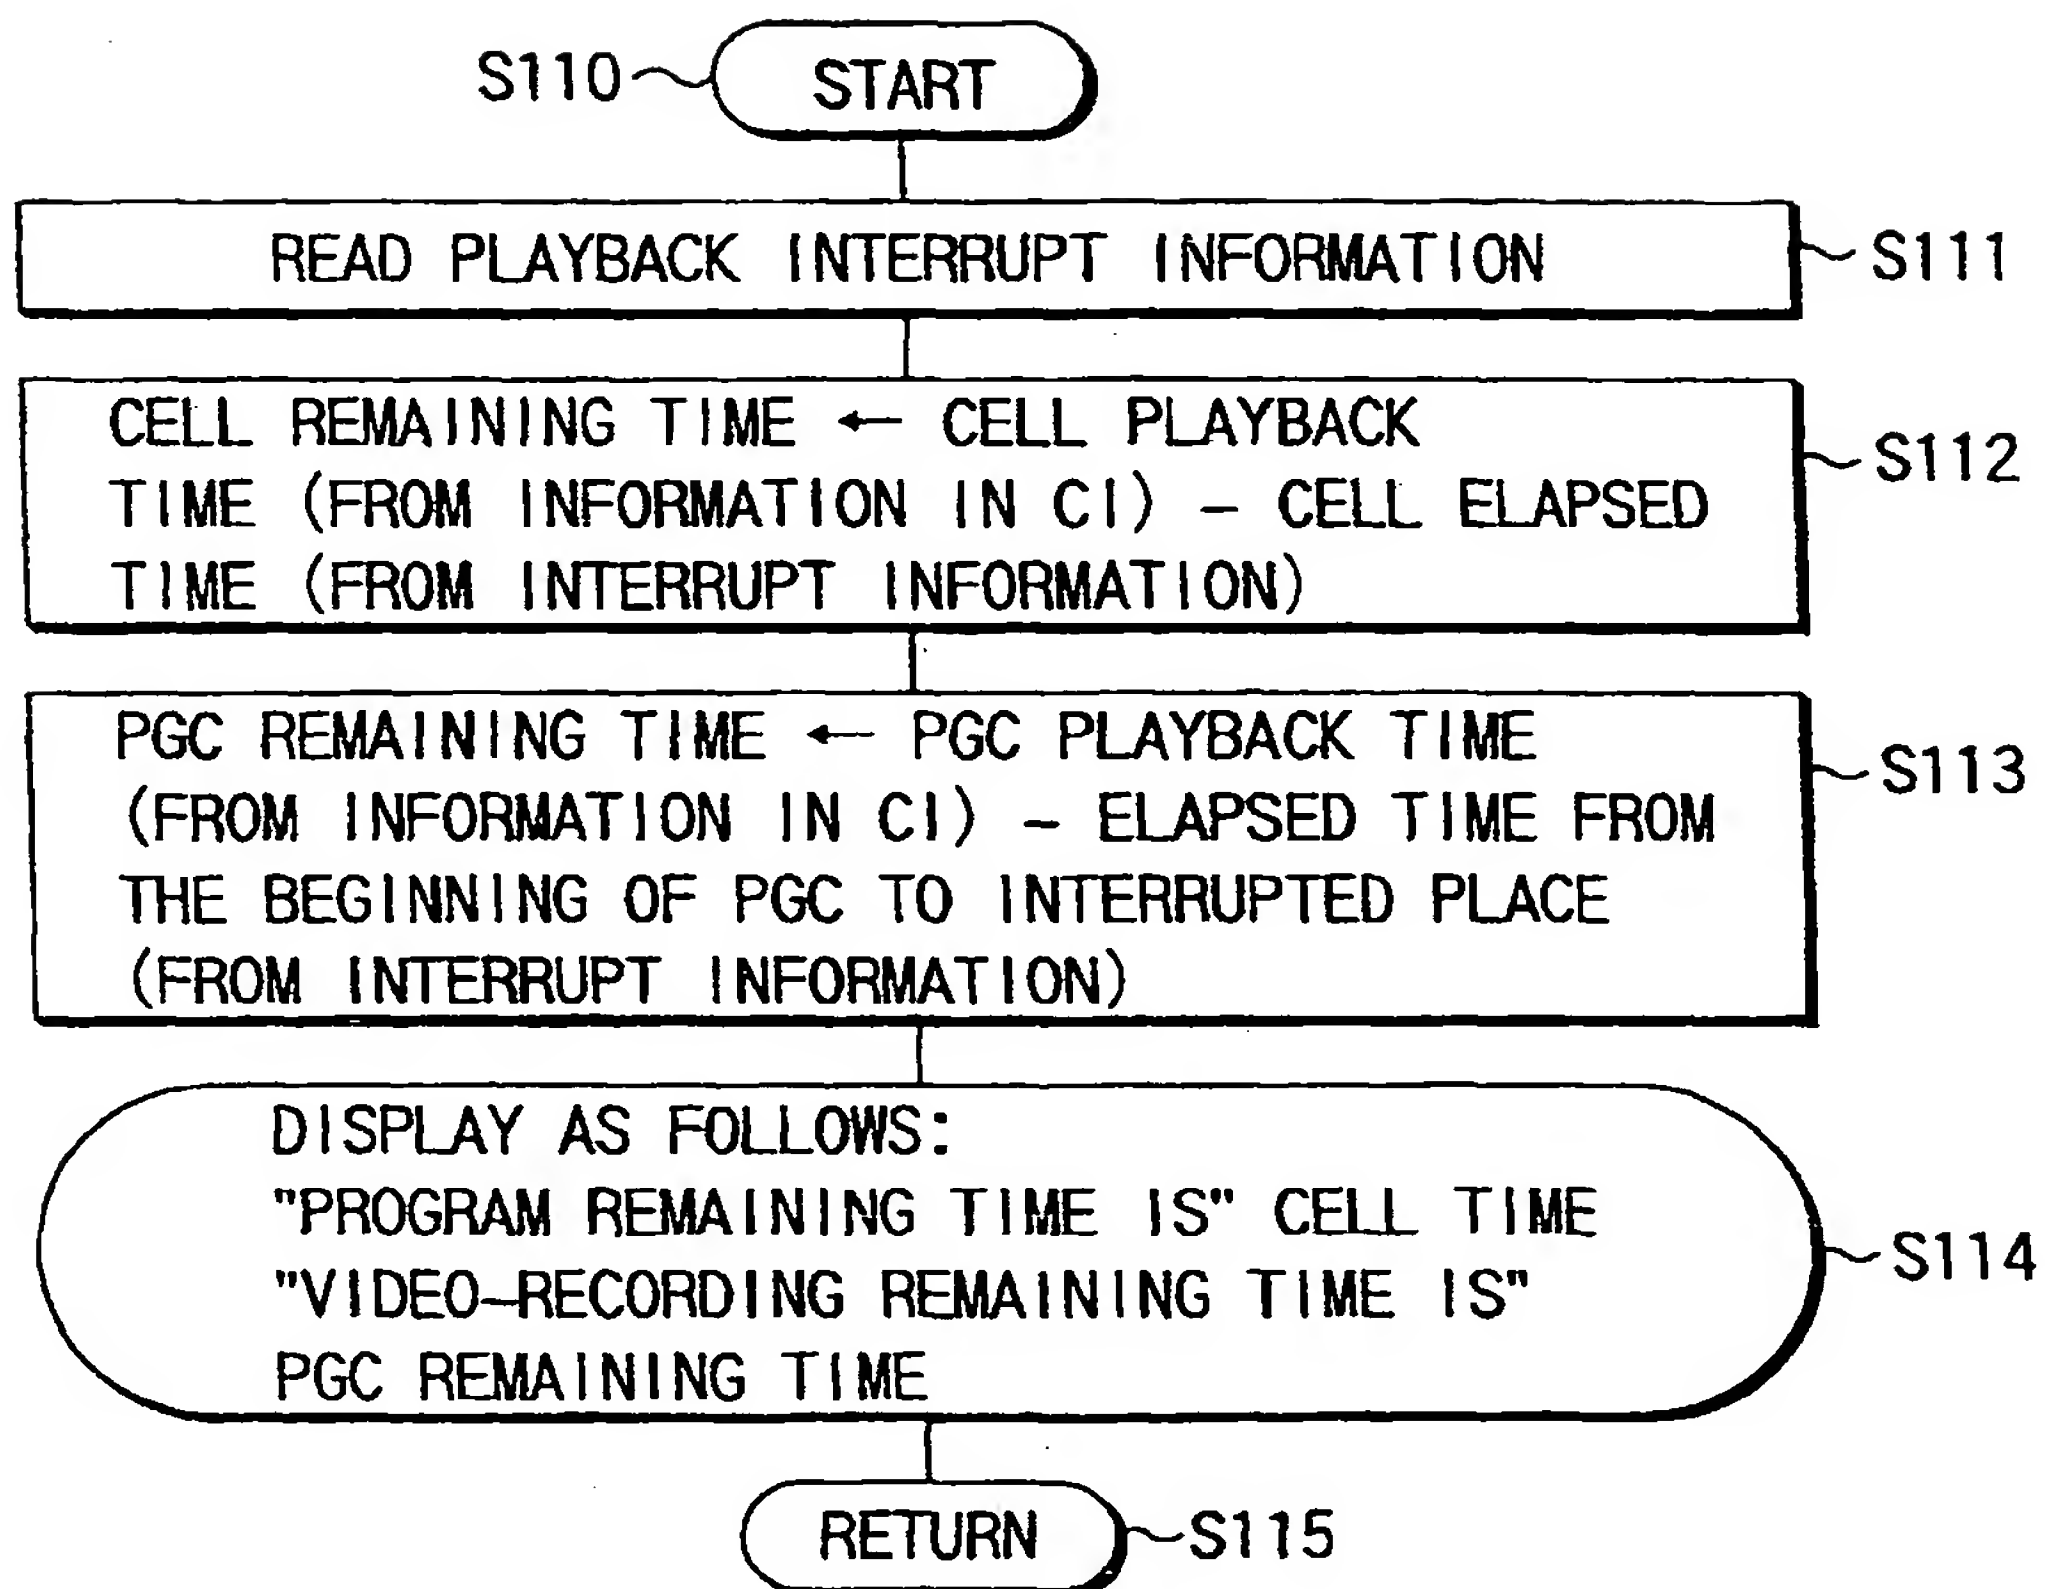 S110 START
READ PLAYBACK INTERRUPT INFORMATION S111
CELL REMAINING TIME ← CELL PLAYBACK
TIME (FROM INFORMATION IN CI) – CELL ELAPSED
TIME (FROM INTERRUPT INFORMATION)
S112
PGC REMAINING TIME ← PGC PLAYBACK TIME
(FROM INFORMATION IN CI) – ELAPSED TIME FROM
THE BEGINNING OF PGC TO INTERRUPTED PLACE
(FROM INTERRUPT INFORMATION)
S113
DISPLAY AS FOLLOWS:
"PROGRAM REMAINING TIME IS" CELL TIME
"VIDEO–RECORDING REMAINING TIME IS"
PGC REMAINING TIME
S114
RETURN S115